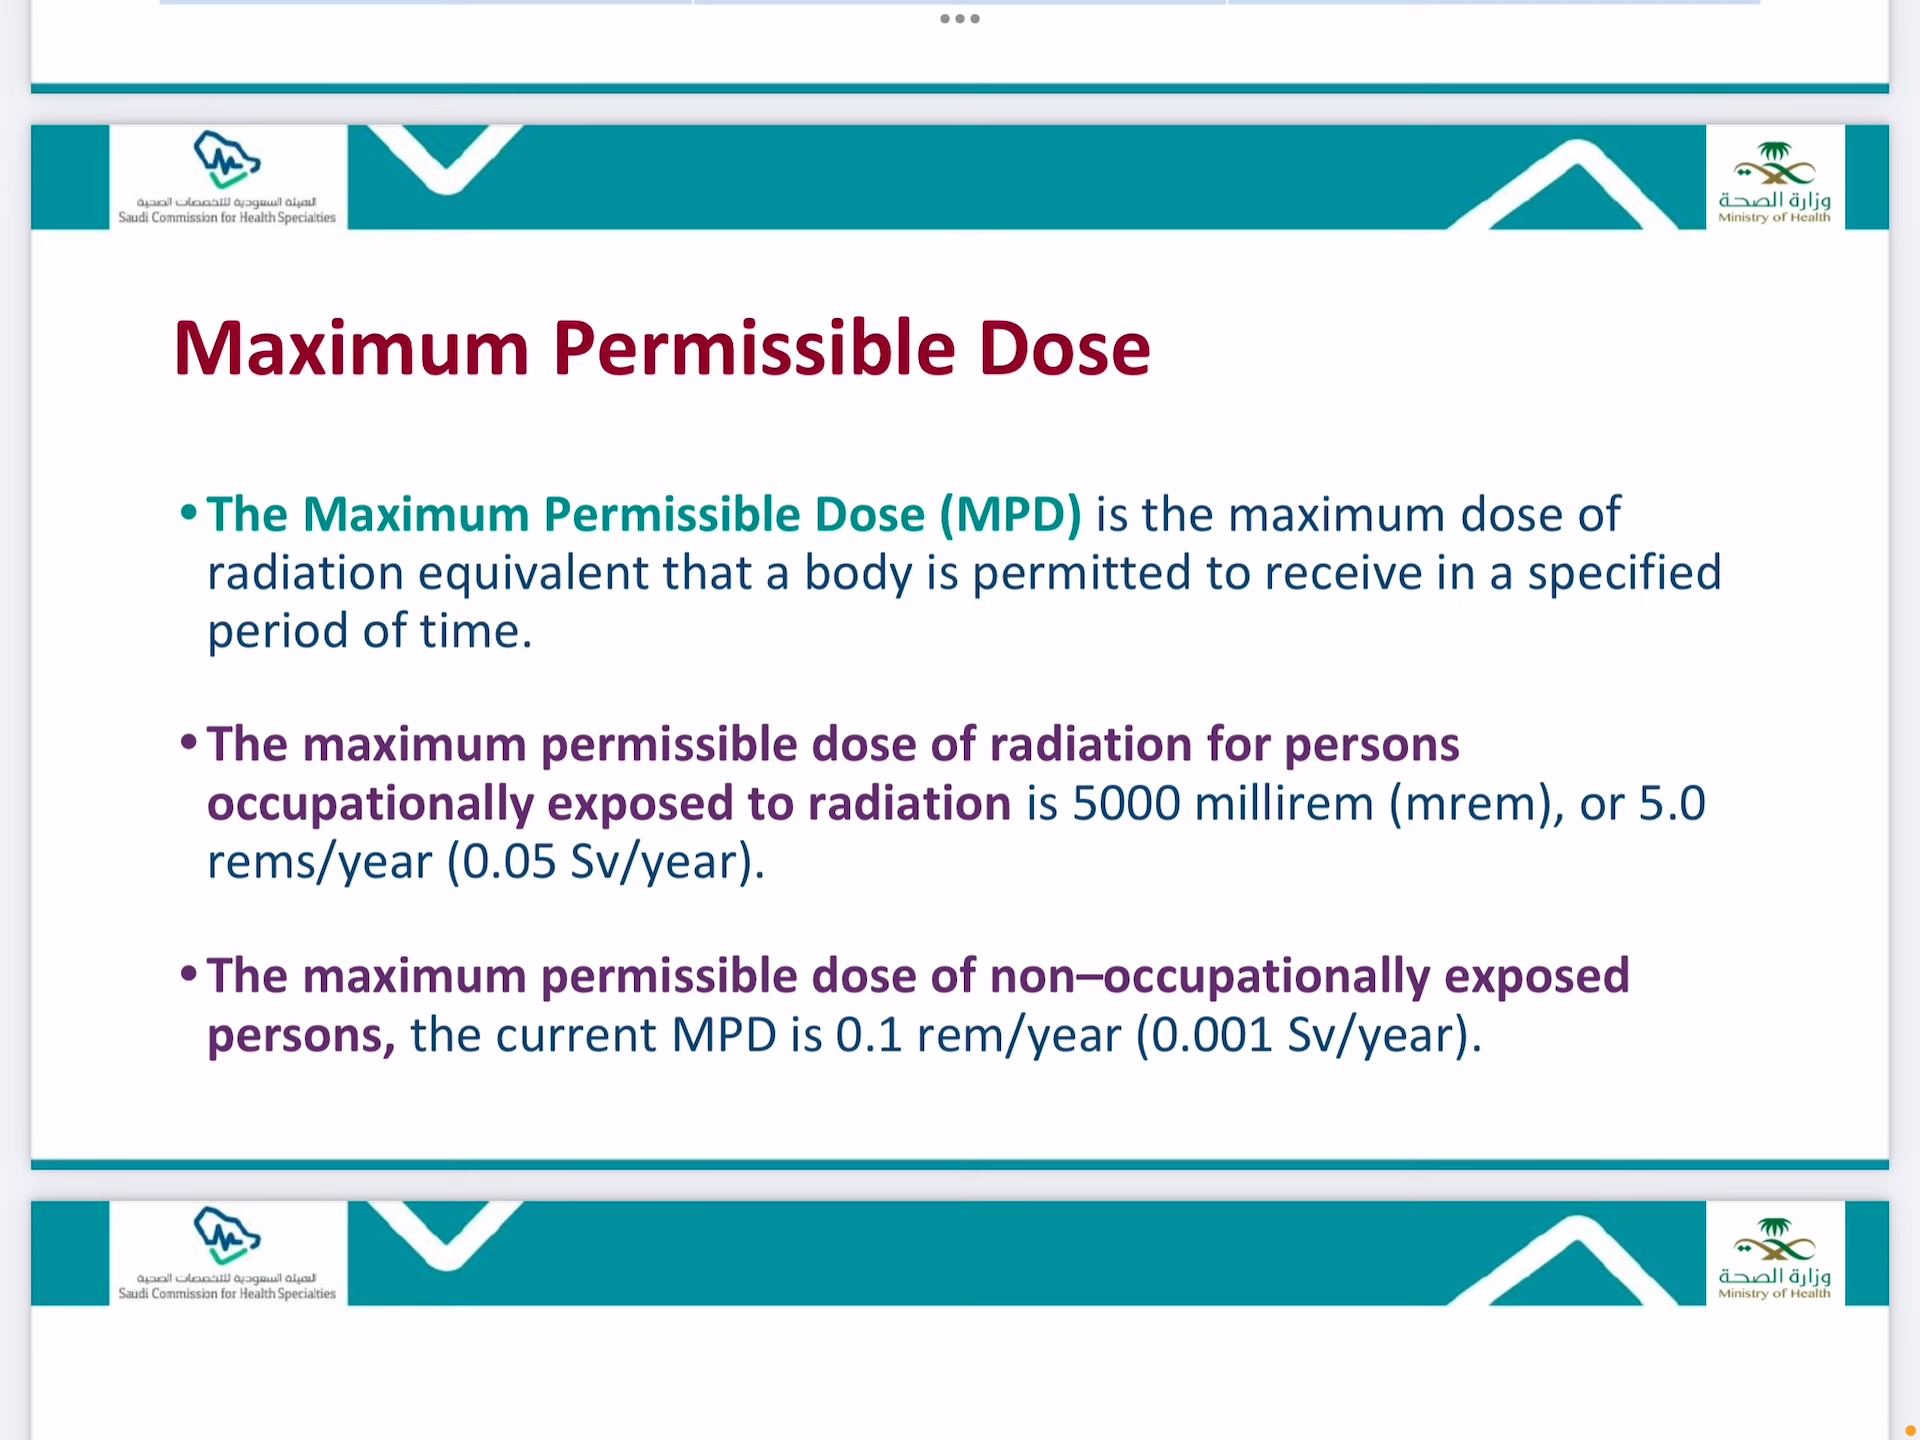 الهيئة السعودية للتخصصات الصحية
Saudi Commission for Health Specialties
وزارة الصحة
Ministry of Health
Maximum Permissible Dose
•The Maximum Permissible Dose (MPD) is the maximum dose of
radiation equivalent that a body is permitted to receive in a specified
period of time.
•The maximum permissible dose of radiation for persons
occupationally exposed to radiation is 5000 millirem (mrem), or 5.0
rems/year (0.05 Sv/year).
•The maximum permissible dose of non–occupationally exposed
persons, the current MPD is 0.1 rem/year (0.001 Sv/year).
الهيئة السعودية للتخصصات الصحية
Saudi Commission for Health Specialties
وزارة الصحة
Ministry of Health